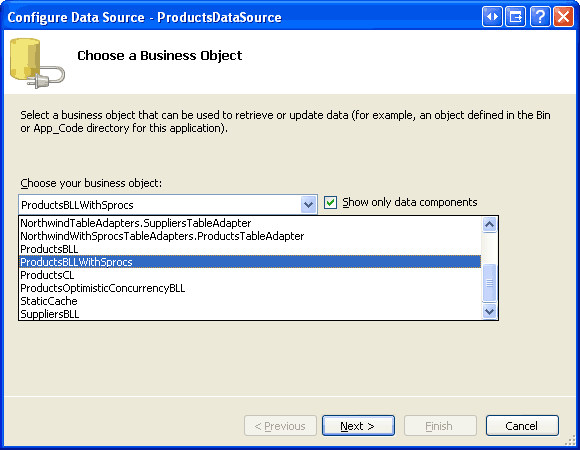 Configure Data Source - ProductsDataSource
Choose a Business Object
Select a business object that can be used to retrieve or update data (for example, an object defined in the Bin
or App_Code directory for this application).
Choose your business object:
ProductsBLLWithSprocs
Show only data components
NorthwindTableAdapters.SuppliersTableAdapter
NorthwindWithSprocsTableAdapters.ProductsTableAdapter
ProductsBLL
ProductsBLLWithSprocs
ProductsCL
ProductsOptimisticConcurrencyBLL
StaticCache
SuppliersBLL
< Previous
Next >
Finish
Cancel